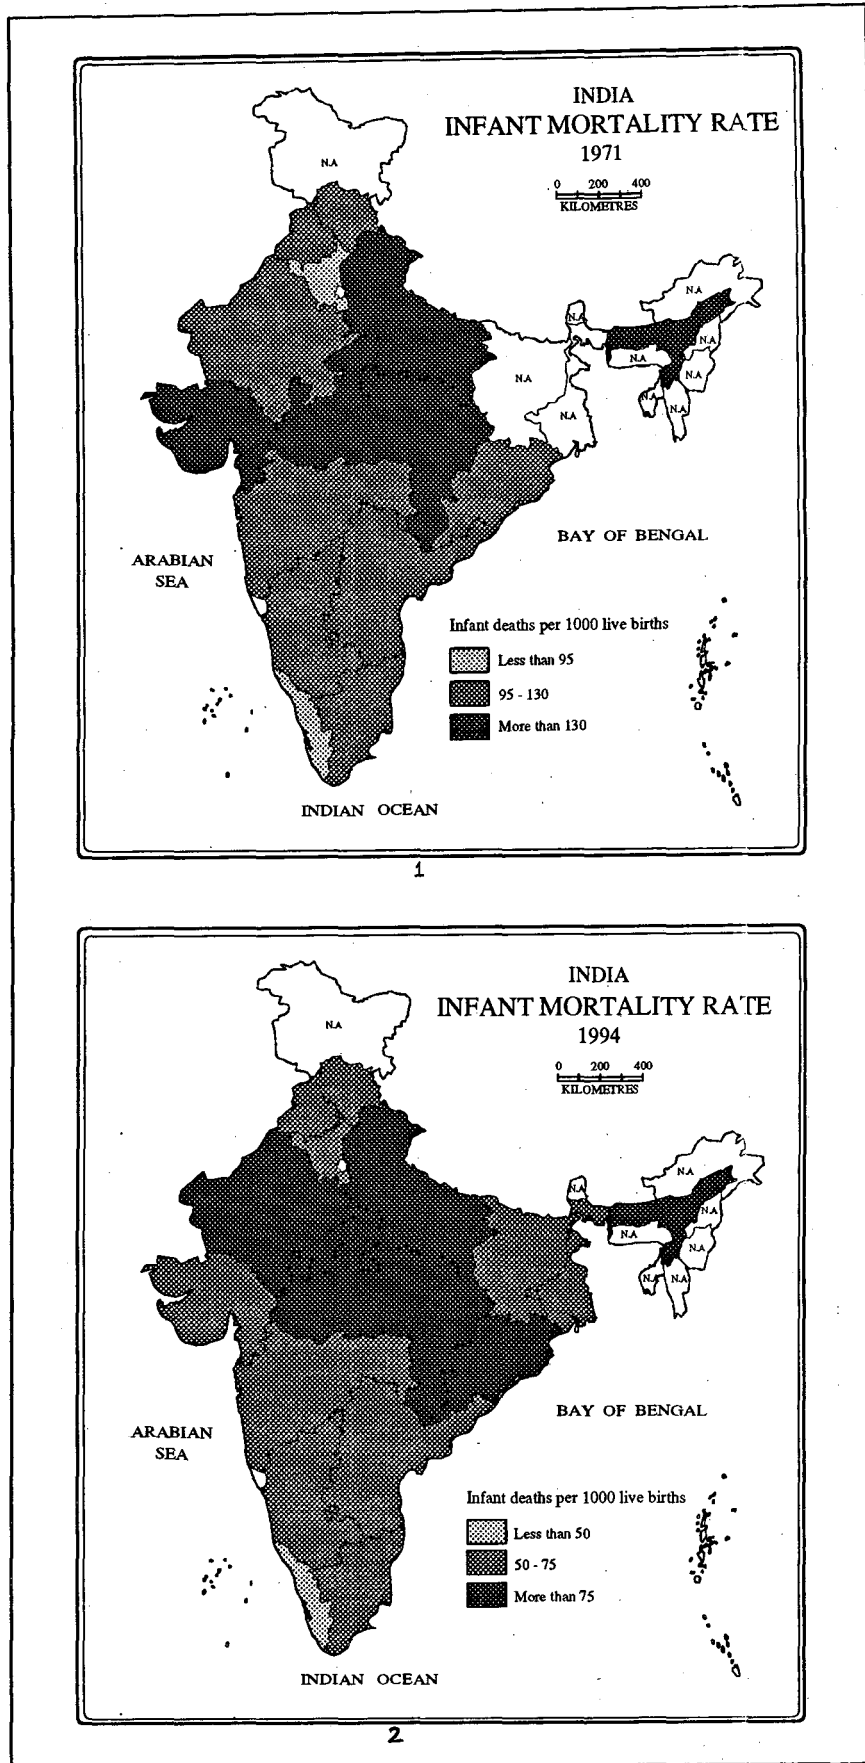 INDIA
INFANT MORTALITY RATE
1971
0 200 400
KILOMETRES
N.A
N.A
N.A
N.A
N.A
N.A
N.A
N.A
N.A
N.A
BAY OF BENGAL
ARABIAN
SEA
Infant deaths per 1000 live births
Less than 95
95 - 130
More than 130
INDIAN OCEAN
1
INDIA
INFANT MORTALITY RATE
1994
0 200 400
KILOMETRES
N.A
N.A
N.A
N.A
N.A
N.A
N.A
N.A
BAY OF BENGAL
ARABIAN
SEA
Infant deaths per 1000 live births
Less than 50
50 - 75
More than 75
INDIAN OCEAN
2